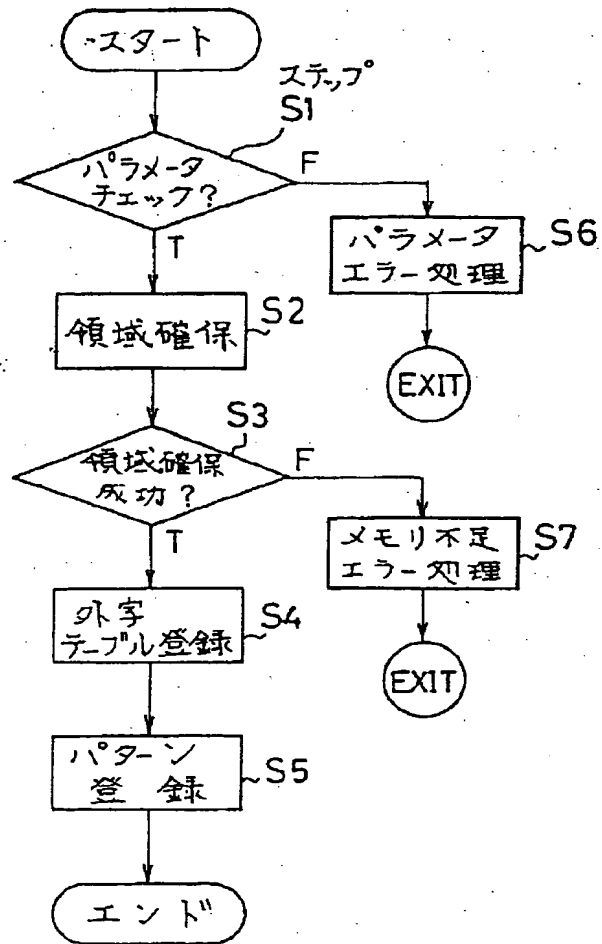 スタート
ステップ
S1
パラメータ
チェック?
F
T
パラメータ
エラー処理
S6
EXIT
領域確保
S2
S3
領域確保
成功?
F
T
メモリ不足
エラー処理
S7
EXIT
外字
テーブル登録
S4
パターン
登録
S5
エンド